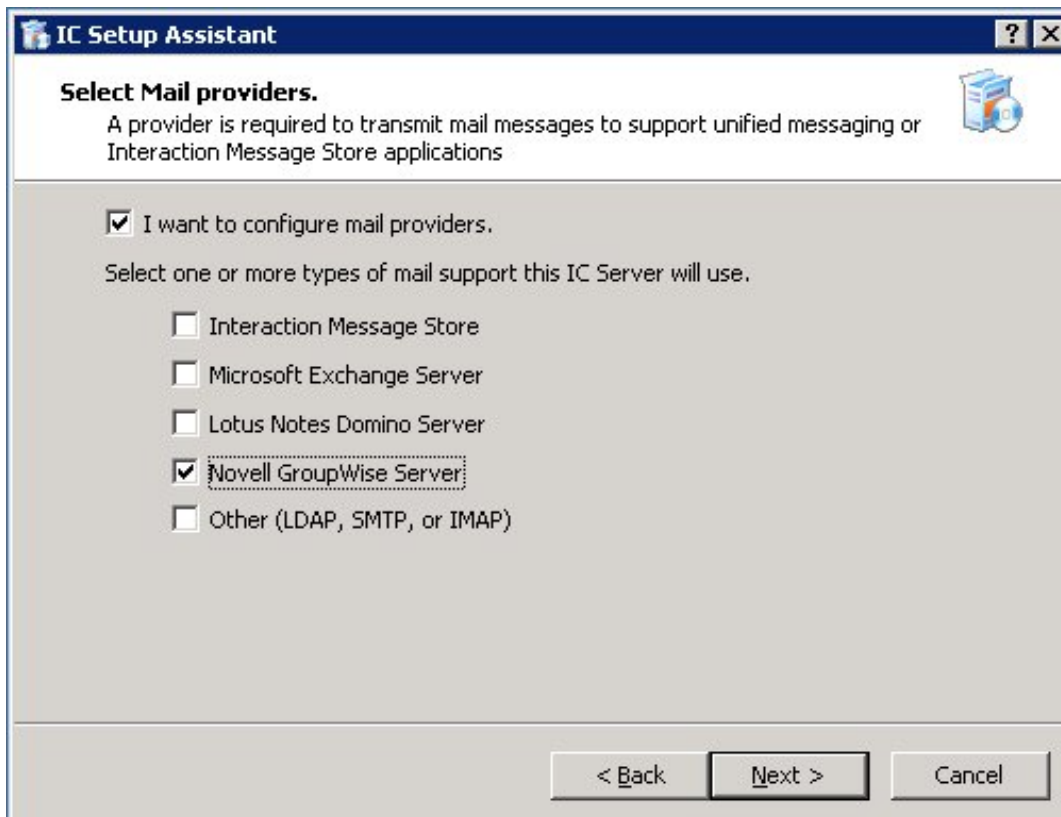 IC Setup Assistant
Select Mail providers.
A provider is required to transmit mail messages to support unified messaging or
Interaction Message Store applications
I want to configure mail providers.
Select one or more types of mail support this IC Server will use.
Interaction Message Store
Microsoft Exchange Server
Lotus Notes Domino Server
Novell GroupWise Server
Other (LDAP, SMTP, or IMAP)
< Back
Next >
Cancel